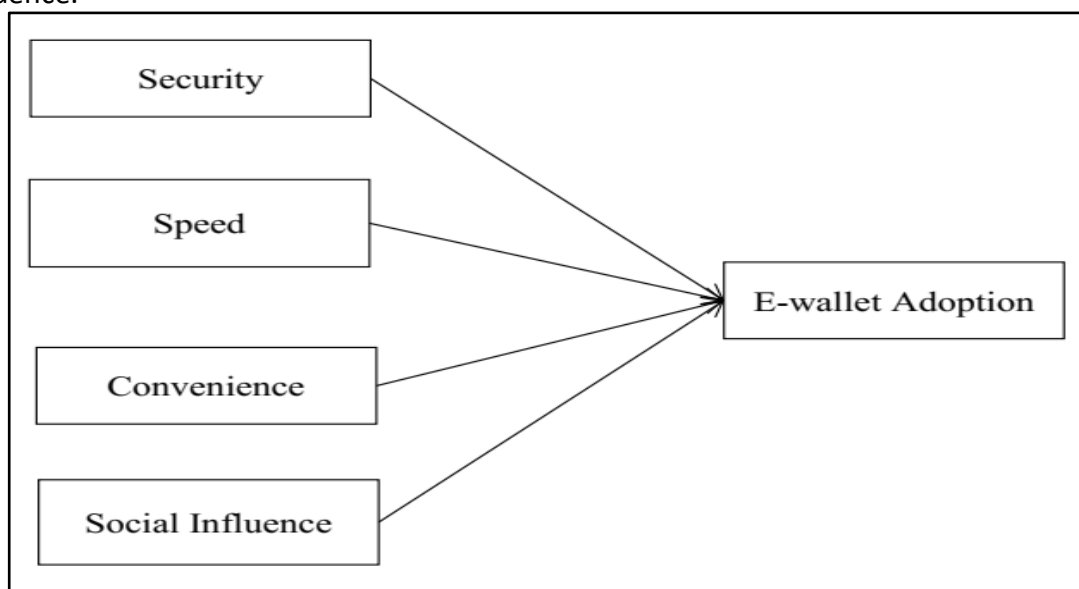 Security
Speed
E-wallet Adoption
Convenience
Social Influence